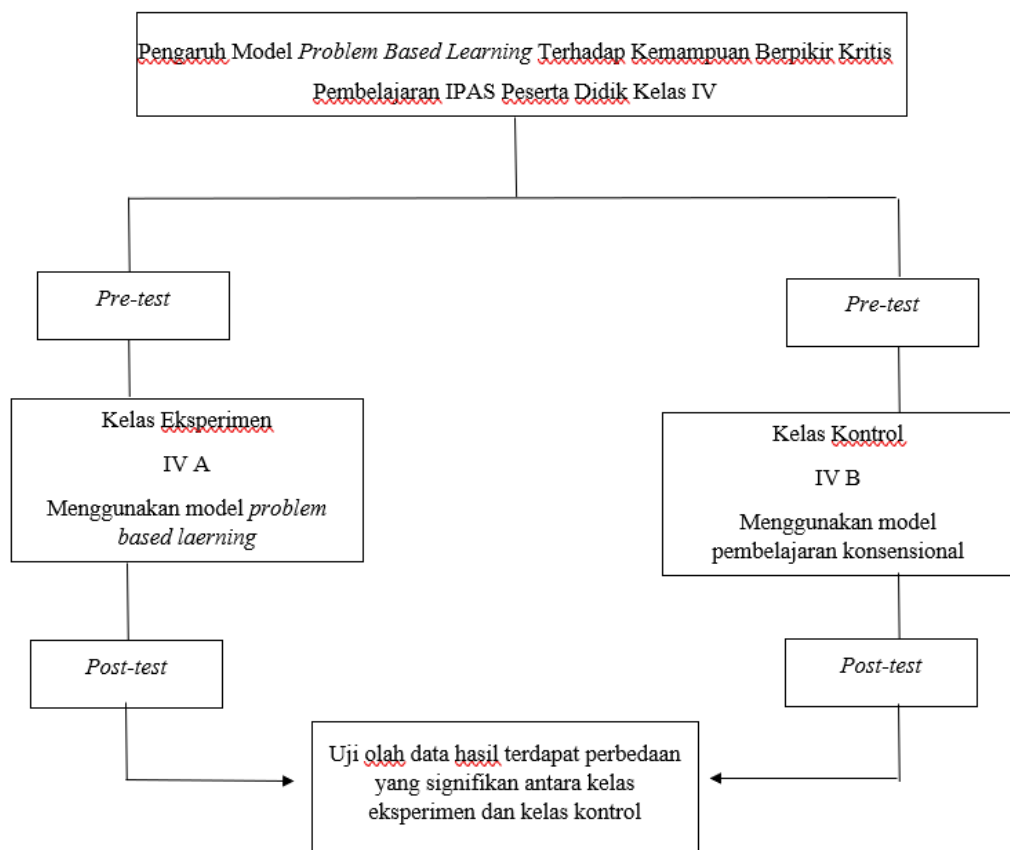 Pengaruh Model Problem Based Learning Terhadap Kemampuan Berpikir Kritis
Pembelajaran IPAS Peserta Didik Kelas IV
Pre-test
Pre-test
Kelas Eksperimen
IV A
Menggunakan model problem
based laerning
Kelas Kontrol
IV B
Menggunakan model
pembelajaran konsensional
Post-test
Post-test
Uji olah data hasil terdapat perbedaan
yang signifikan antara kelas
eksperimen dan kelas kontrol